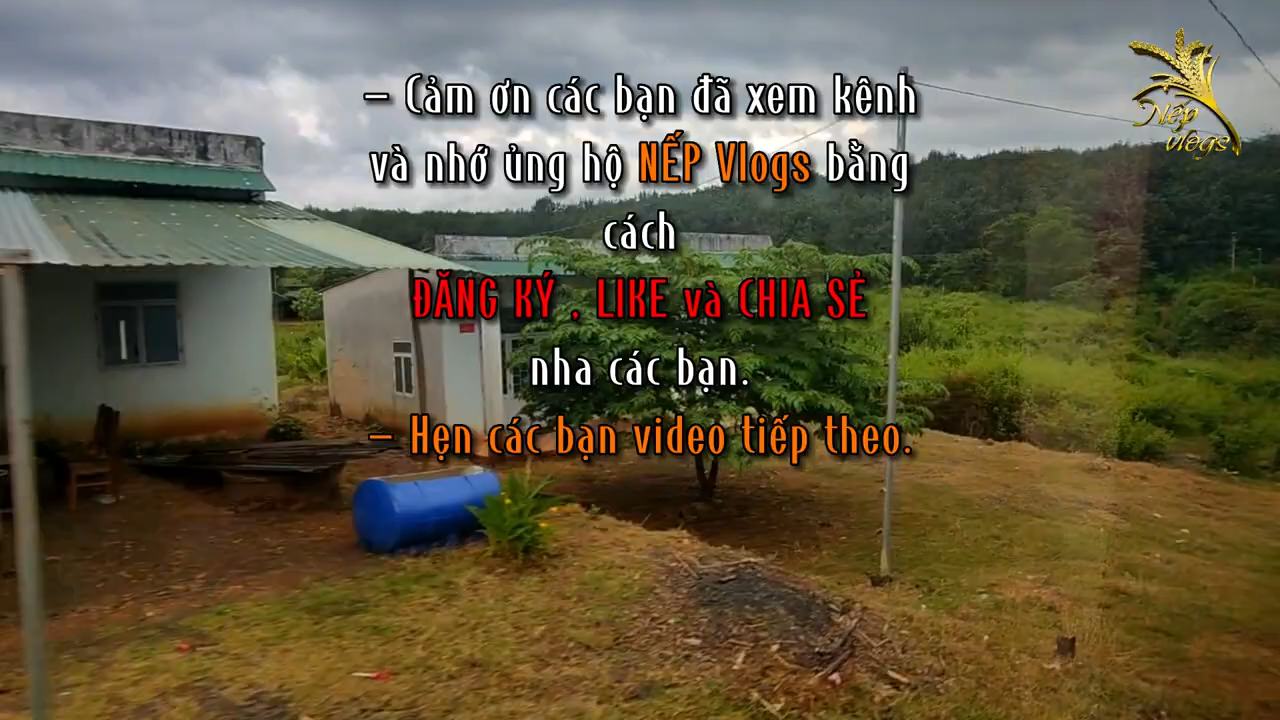 – Cảm ơn các bạn đã xem kênh
và nhớ ủng hộ NẾP Vlogs bằng
cách
ĐĂNG KÝ , LIKE và CHIA SẺ
nha các bạn.
– Hẹn các bạn video tiếp theo.
Nếp
vlogs